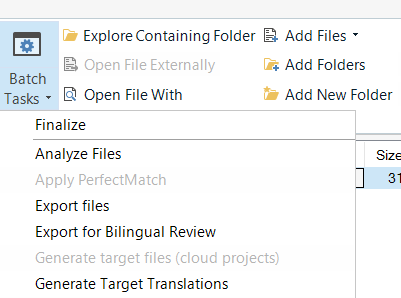 Batch Tasks
Explore Containing Folder
Open File Externally
Open File With
Add Files
Add Folders
Add New Folder
Finalize
Analyze Files
Apply PerfectMatch
Export files
Export for Bilingual Review
Generate target files (cloud projects)
Generate Target Translations
Size
31